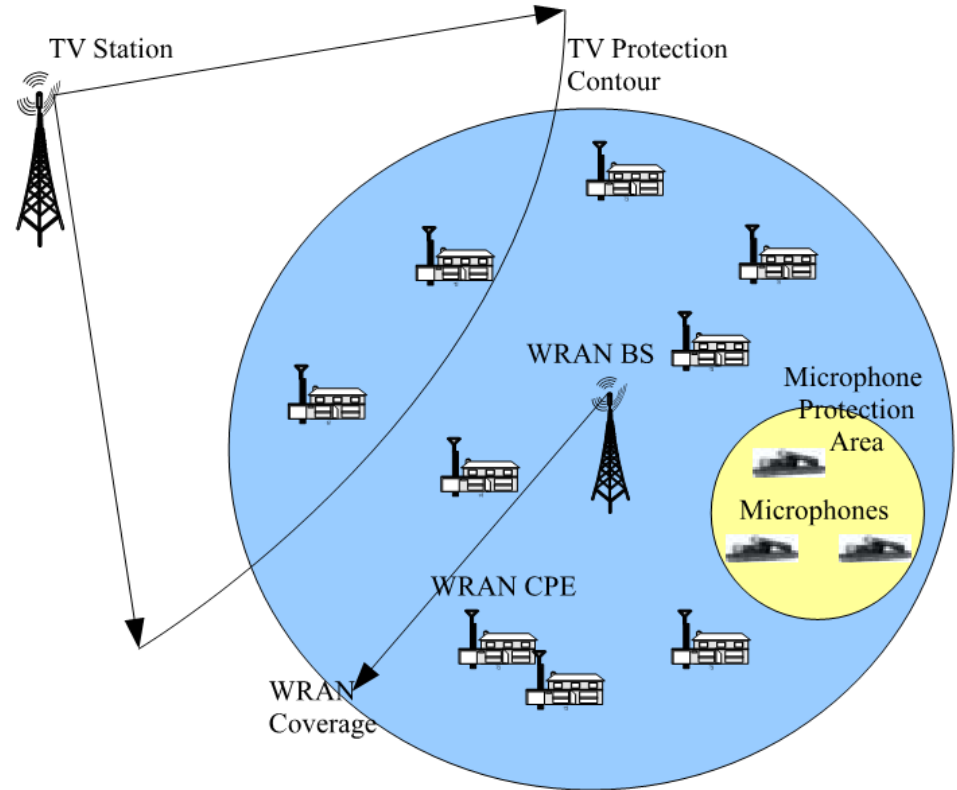 TV Station
TV Protection
Contour
WRAN BS
Microphone
Protection
Area
Microphones
WRAN CPE
WRAN
Coverage